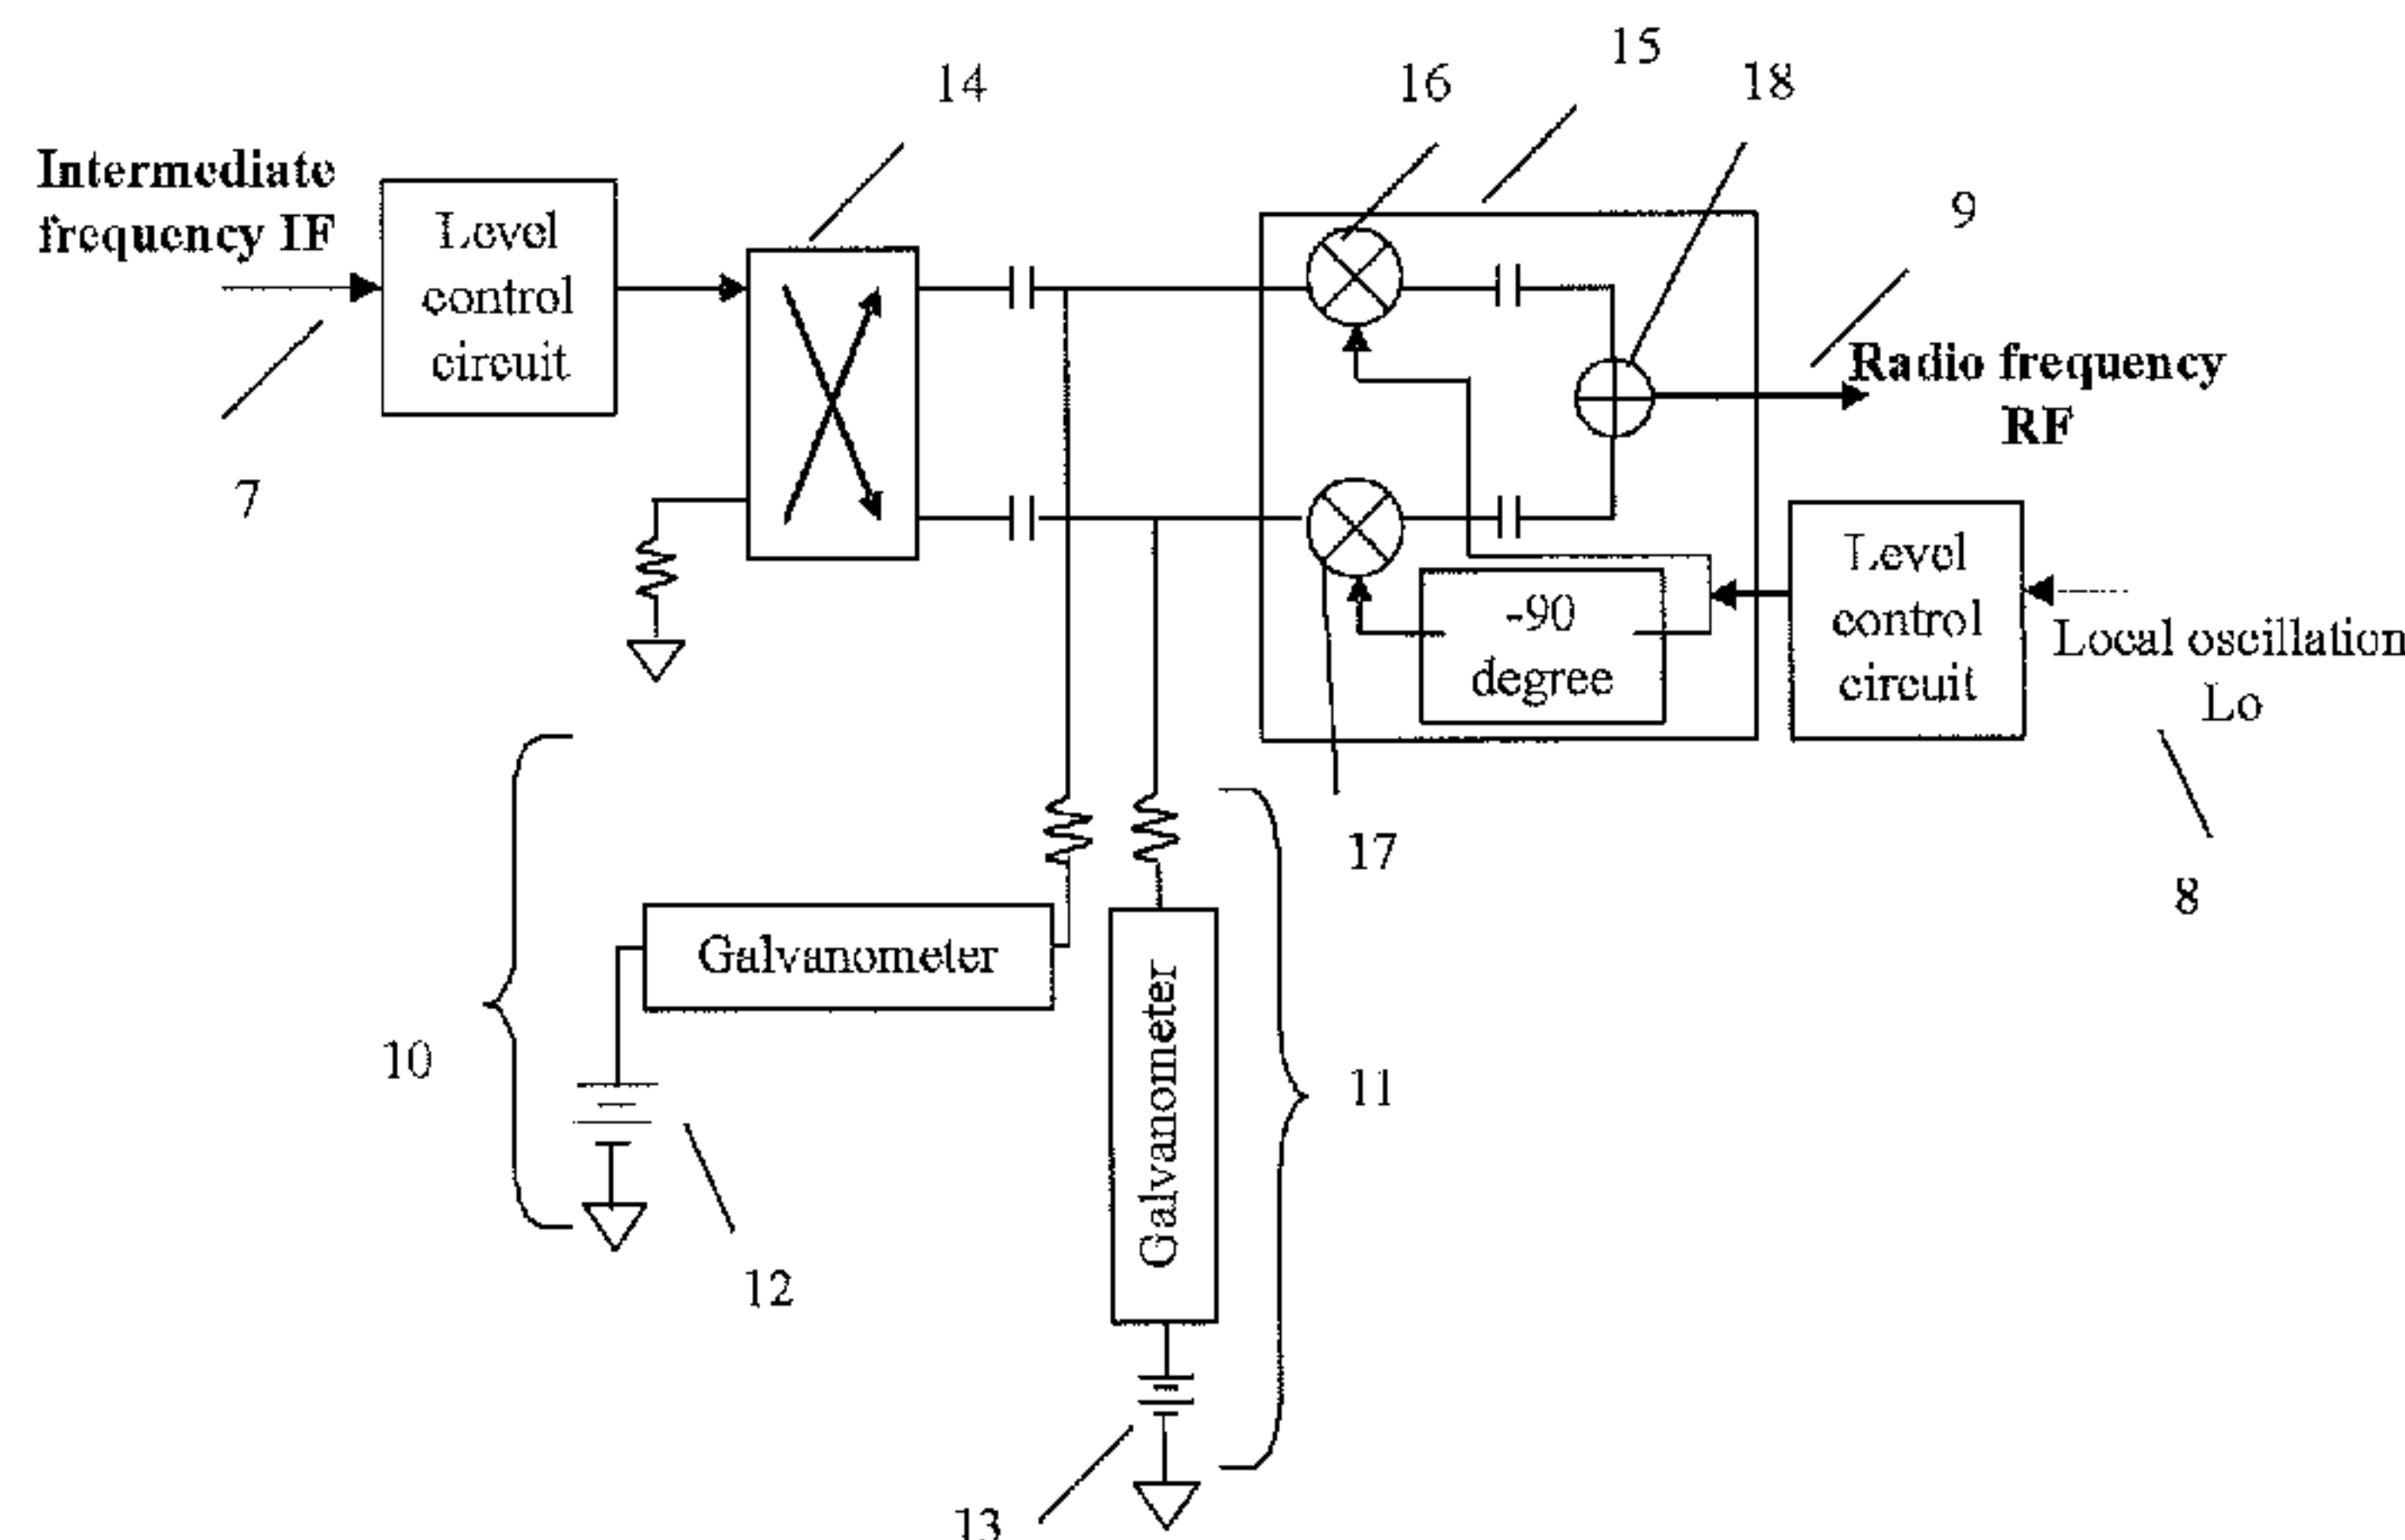 15
14
16
18
Intermediate
frequency IF
Level
control
circuit
9
Radio frequency
RF
7
Level
control
circuit
-90
degree
Local oscillation
Lo
17
8
Galvanometer
Galvanometer
10
11
12
13